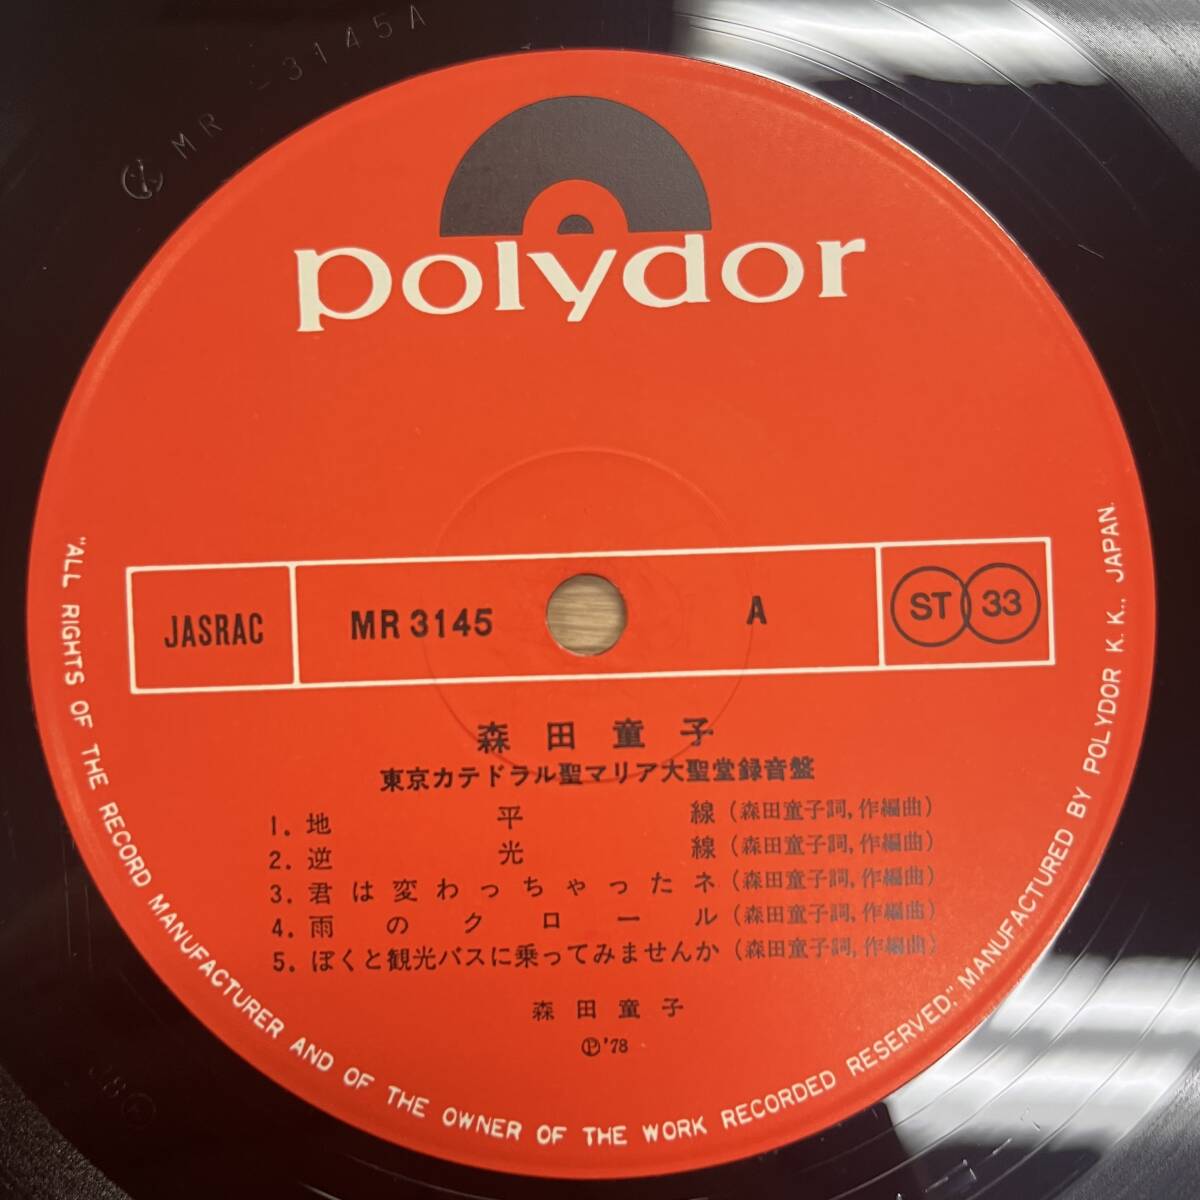 MR 3145A
polydor
JASRAC
MR 3145
A
ST 33
森田童子
東京カテドラル聖マリア大聖堂録音盤
1. 地平線 (森田童子詞,作編曲)
2. 逆光線 (森田童子詞,作編曲)
3. 君は変わっちゃったネ (森田童子詞,作編曲)
4. 雨のクロール (森田童子詞,作編曲)
5. ぼくと観光バスに乗ってみませんか (森田童子詞,作編曲)
森田童子
Ⓟ'78
"ALL RIGHTS OF THE RECORD MANUFACTURER AND OF THE OWNER OF THE WORK RECORDED RESERVED," MANUFACTURED BY POLYDOR K.K., JAPAN.